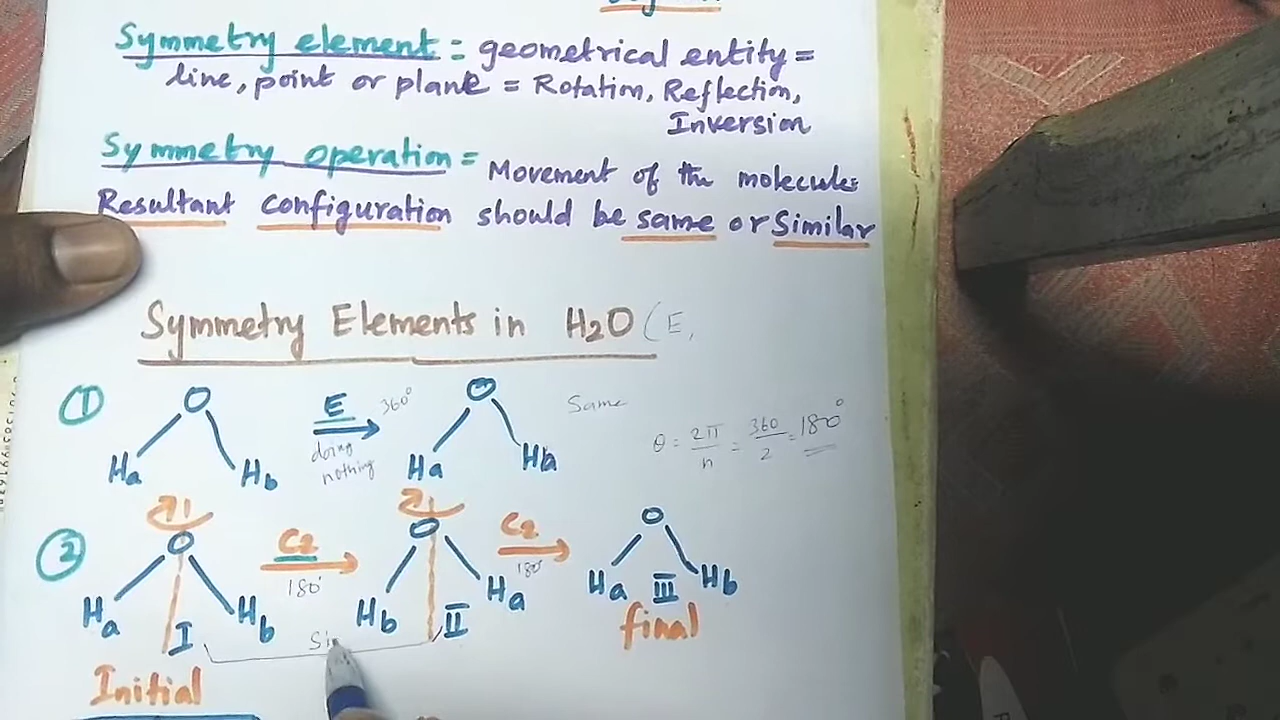 Symmetry element = geometrical entity =
line, point or plane = Rotation, Reflection,
Inversion
Symmetry operation = Movement of the molecule:
Resultant configuration should be same or Similar
Symmetry Elements in H2O (E,
① O E 360° O Same
doing nothing
Ha Hb Ha Hb
θ = 2π/n = 360/2 = 180°
② O C2 O C2 O
180° 180°
Ha Hb Hb Ha Ha Hb
I II III
Si
Initial final